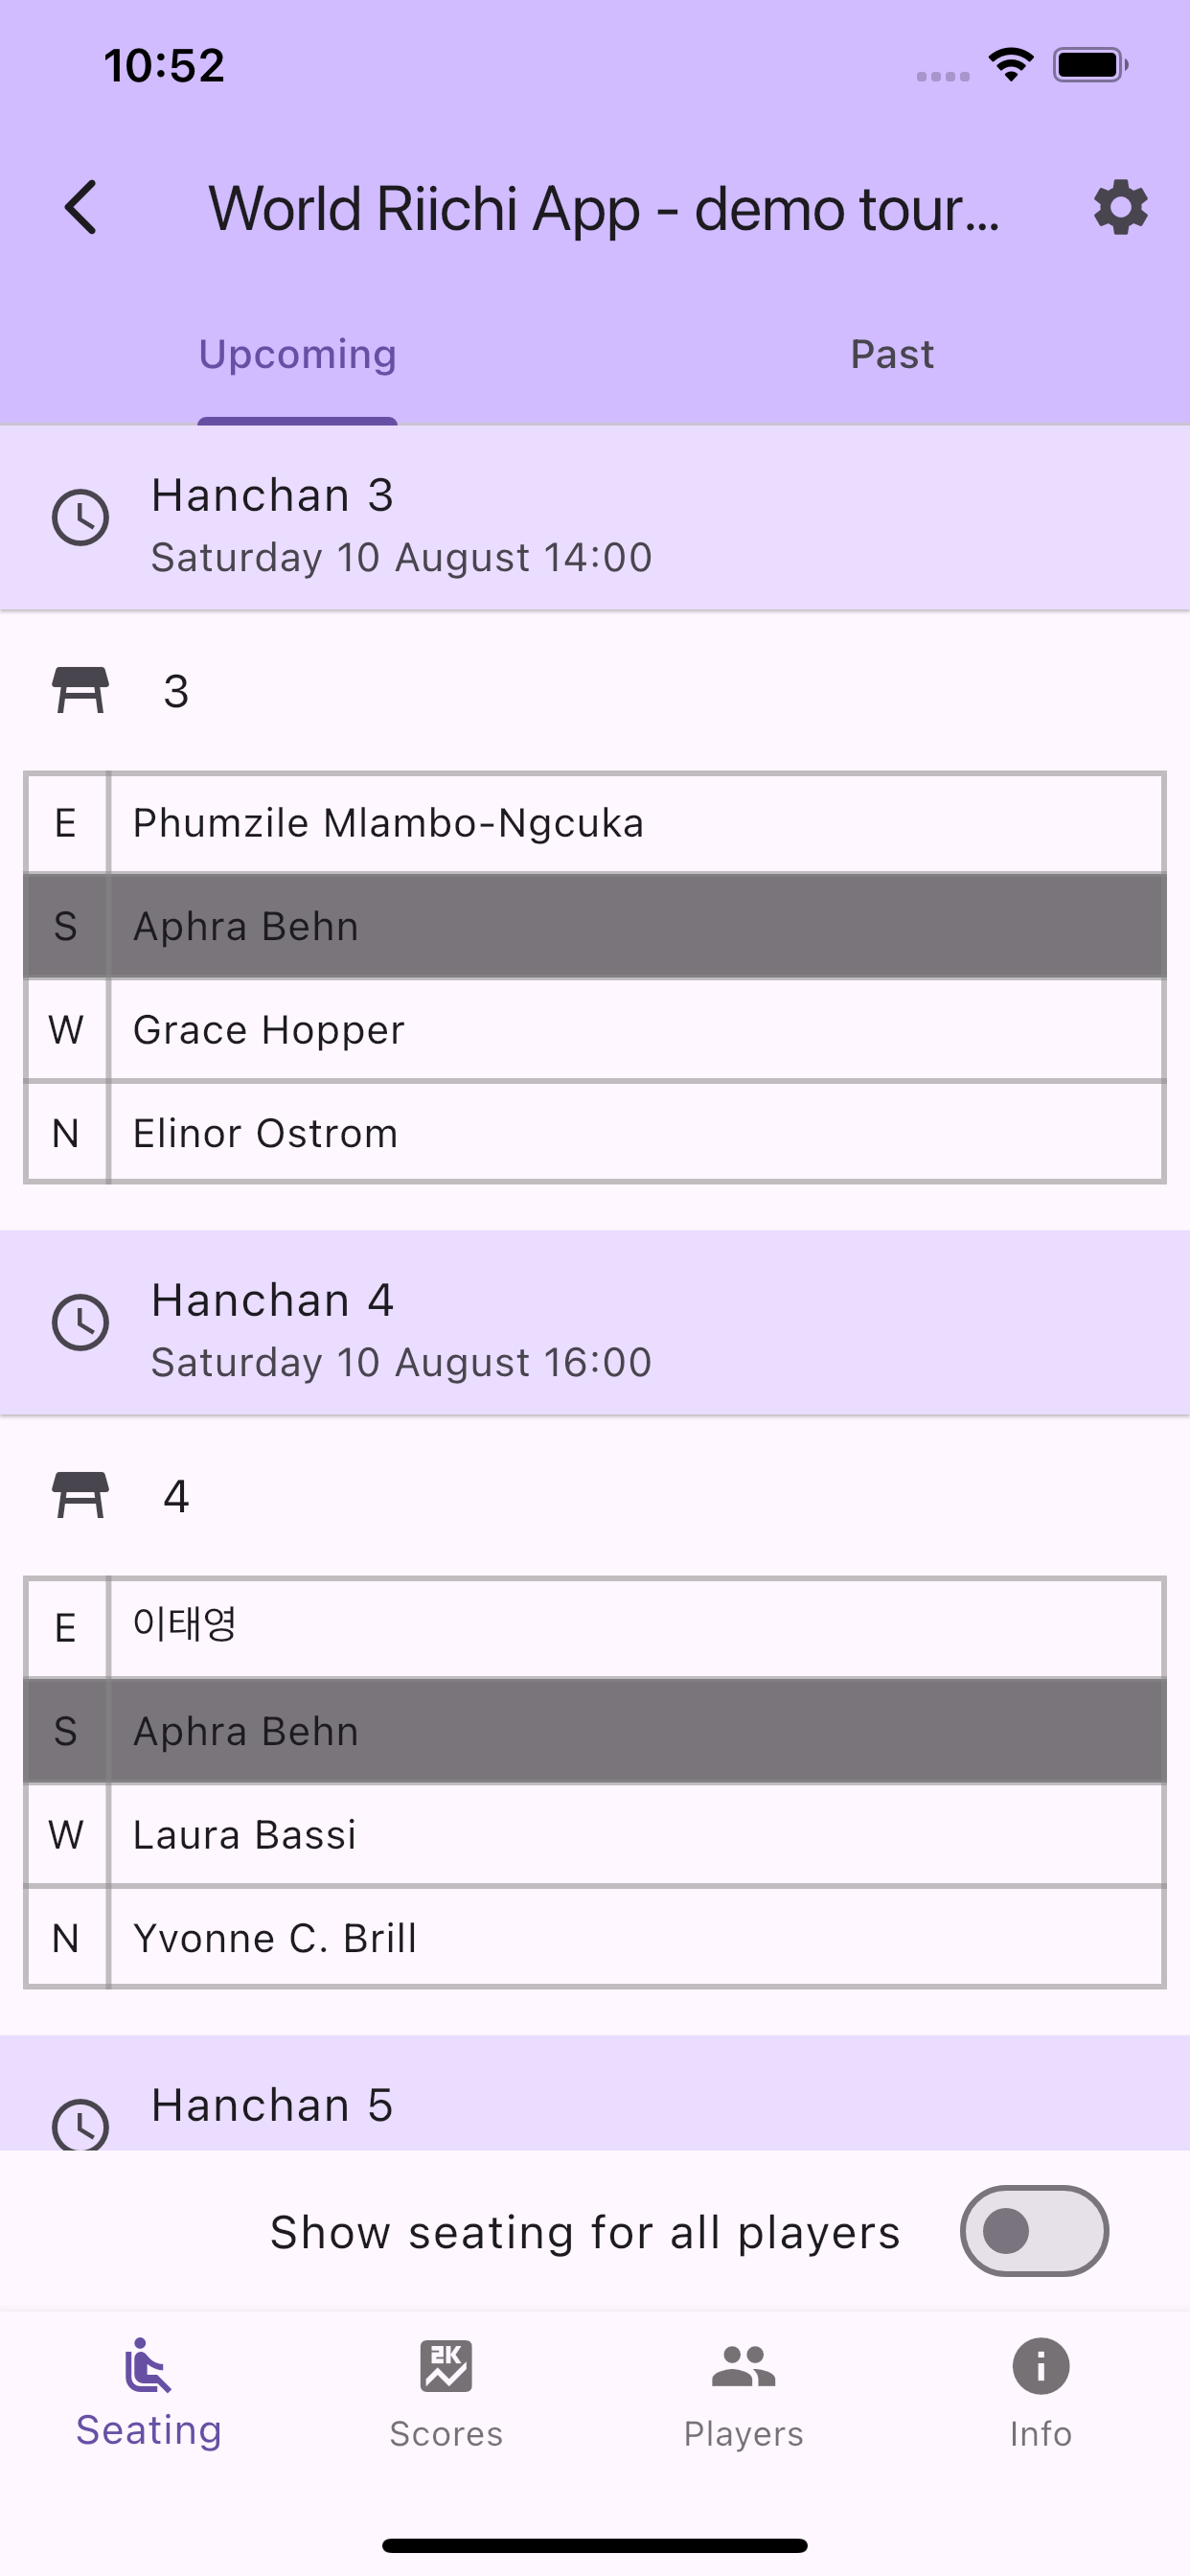 10:52
World Riichi App - demo tour...
Upcoming Past
Hanchan 3
Saturday 10 August 14:00
3
E Phumzile Mlambo-Ngcuka
S Aphra Behn
W Grace Hopper
N Elinor Ostrom
Hanchan 4
Saturday 10 August 16:00
4
E 이태영
S Aphra Behn
W Laura Bassi
N Yvonne C. Brill
Hanchan 5
Show seating for all players
2K
Seating Scores Players Info